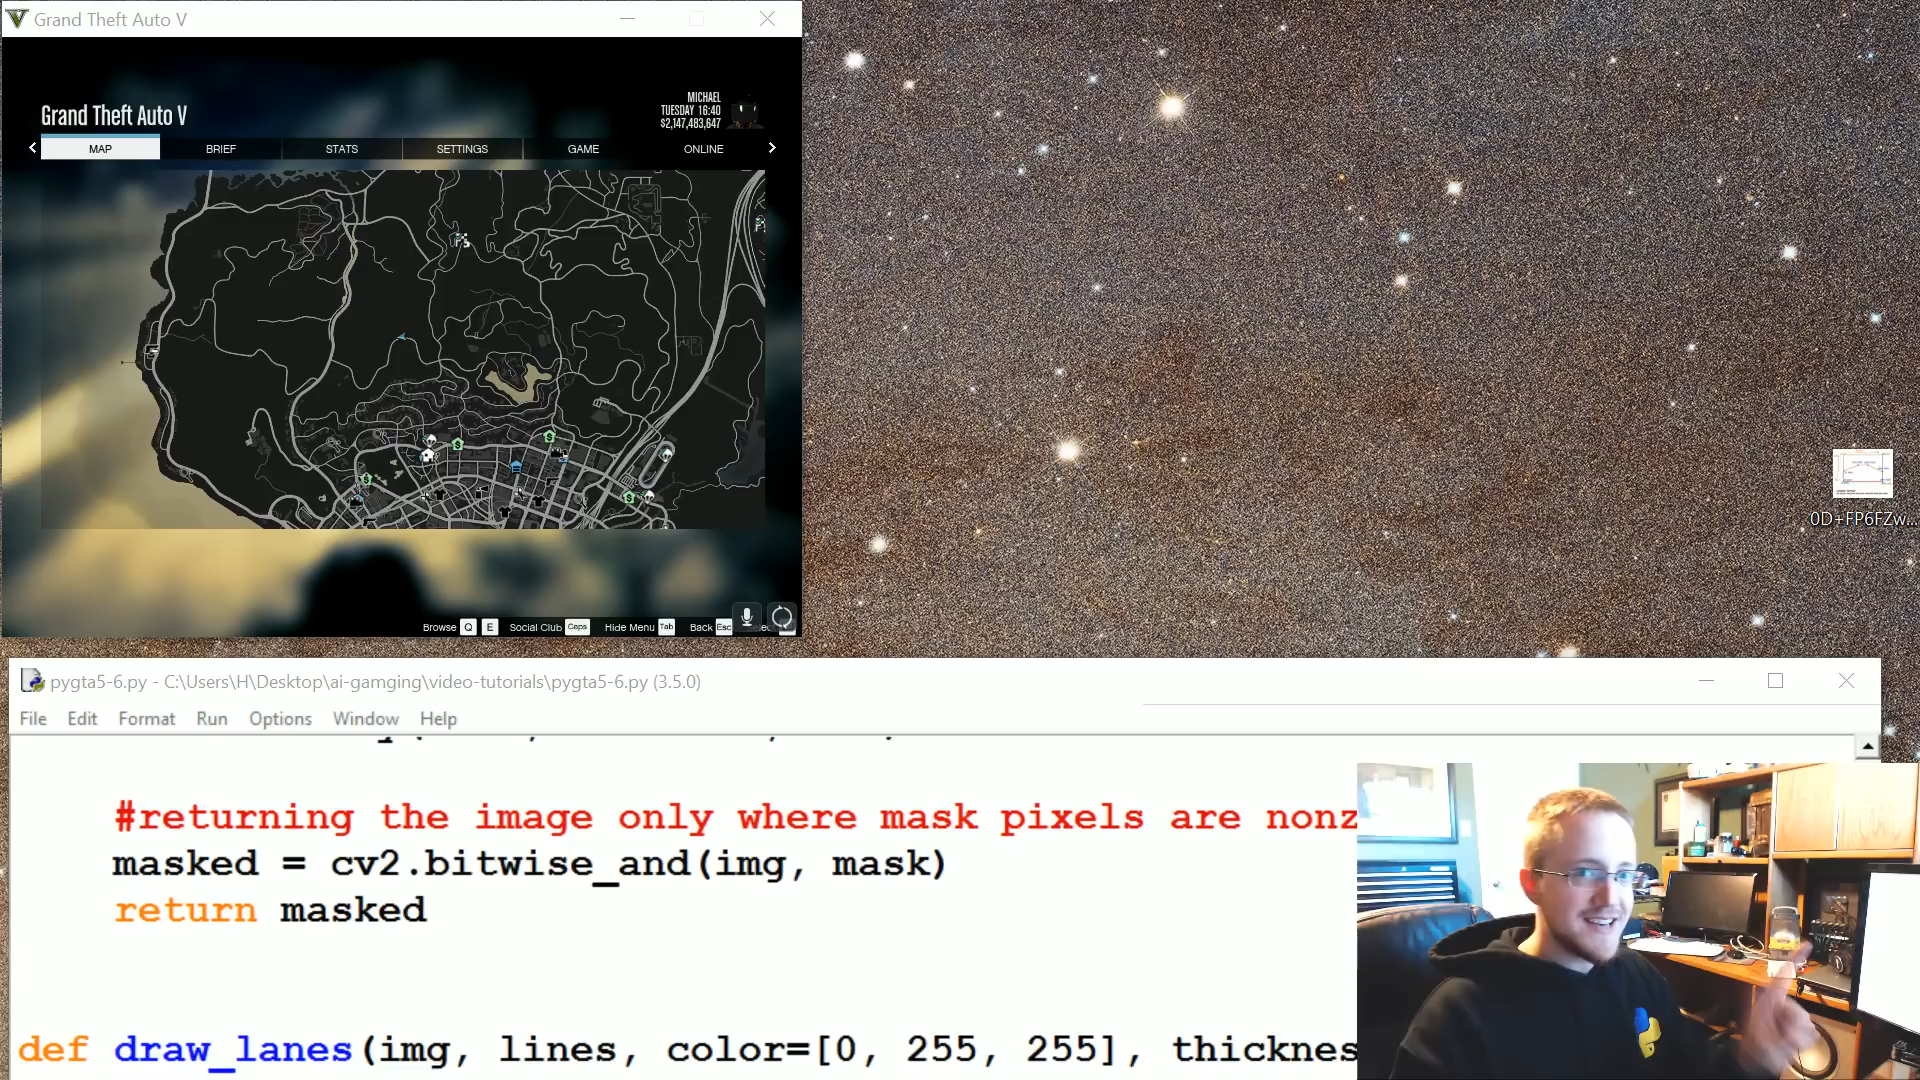 Grand Theft Auto V
Grand Theft Auto V
MICHAEL
TUESDAY 16:40
$2,147,483,647
MAP BRIEF STATS SETTINGS GAME ONLINE
Browse Q E Social Club Caps Hide Menu Tab Back Esc
0D+FP6FZw...
pygta5-6.py - C:\Users\H\Desktop\ai-gamging\video-tutorials\pygta5-6.py (3.5.0)
File Edit Format Run Options Window Help
#returning the image only where mask pixels are nonz
masked = cv2.bitwise_and(img, mask)
return masked
def draw_lanes(img, lines, color=[0, 255, 255], thicknes